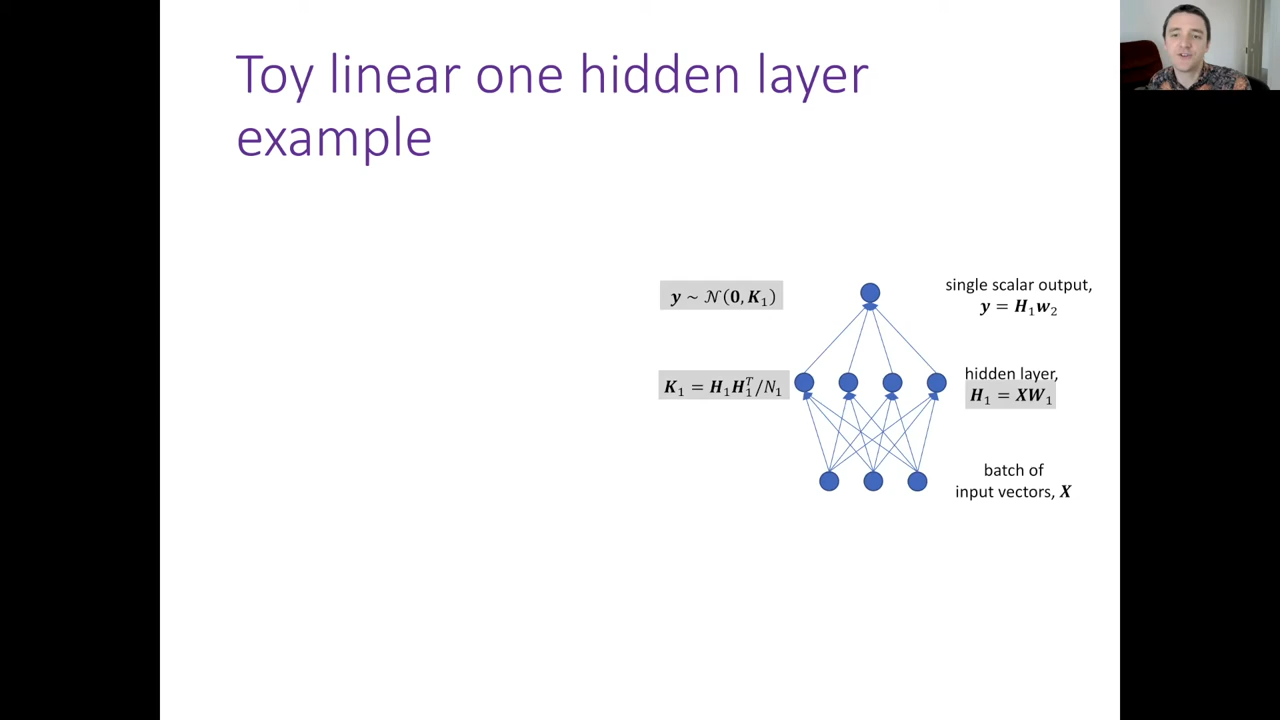 Toy linear one hidden layer
example
single scalar output,
𝒚 ~ 𝒩(𝟎, 𝑲₁)
𝒚 = 𝑯₁𝒘₂
hidden layer,
𝑲₁ = 𝑯₁𝑯₁ᵀ/𝑁₁
𝑯₁ = 𝑿𝑾₁
batch of
input vectors, 𝑿